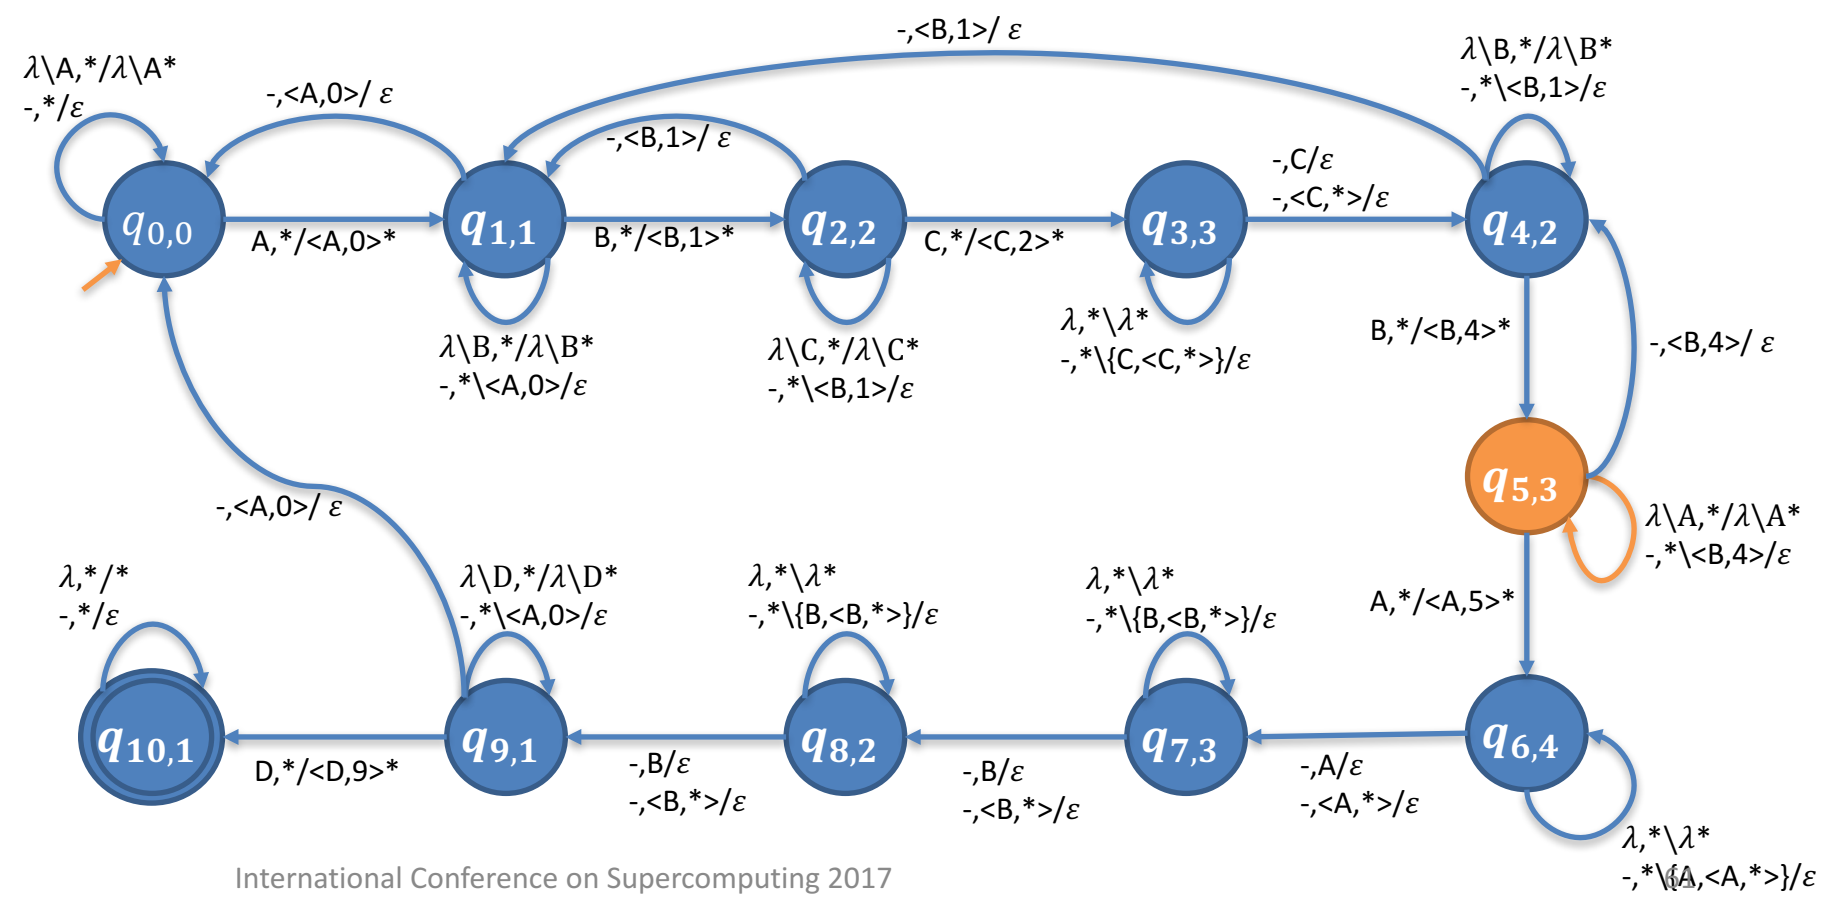 -,<B,1>/ ε
λ\A,*/λ\A*
-,*/ε
-,<A,0>/ ε
-,<B,1>/ ε
λ\B,*/λ\B*
-,*\<B,1>/ε
-,C/ε
-,<C,*>/ε
q0,0
A,*/<A,0>*
q1,1
B,*/<B,1>*
q2,2
C,*/<C,2>*
q3,3
q4,2
λ\B,*/λ\B*
-,*\<A,0>/ε
λ\C,*/λ\C*
-,*\<B,1>/ε
λ,*\λ*
-,*\{C,<C,*>}/ε
B,*/<B,4>*
-,<B,4>/ ε
q5,3
-,<A,0>/ ε
λ\A,*/λ\A*
-,*\<B,4>/ε
λ,*/*
-,*/ε
λ\D,*/λ\D*
-,*\<A,0>/ε
λ,*\λ*
-,*\{B,<B,*>}/ε
λ,*\λ*
-,*\{B,<B,*>}/ε
A,*/<A,5>*
q10,1
D,*/<D,9>*
q9,1
-,B/ε
-,<B,*>/ε
q8,2
-,B/ε
-,<B,*>/ε
q7,3
-,A/ε
-,<A,*>/ε
q6,4
λ,*\λ*
-,*\{A,<A,*>}/ε
International Conference on Supercomputing 2017
61